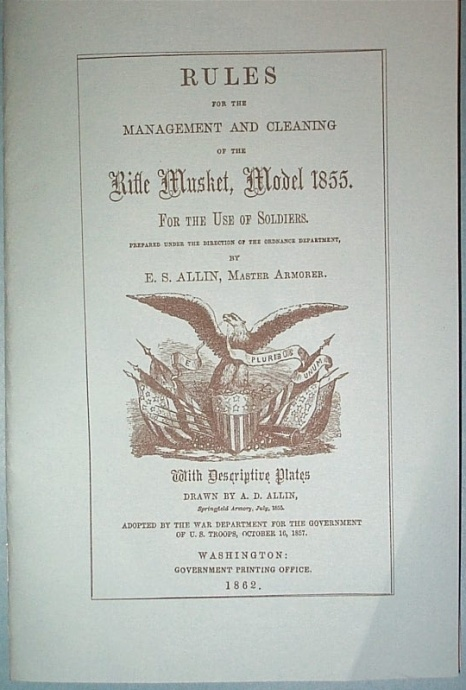 RULES
FOR THE
MANAGEMENT AND CLEANING
OF THE
Rifle Musket, Model 1855.
FOR THE USE OF SOLDIERS.
PREPARED UNDER THE DIRECTION OF THE ORDNANCE DEPARTMENT,
BY
E. S. ALLIN, MASTER ARMORER.
E PLURIBUS UNUM
With Descriptive Plates
DRAWN BY A. D. ALLIN,
Springfield Armory, July, 1855.
ADOPTED BY THE WAR DEPARTMENT FOR THE GOVERNMENT
OF U. S. TROOPS, OCTOBER 16, 1857.
WASHINGTON:
GOVERNMENT PRINTING OFFICE.
1862.